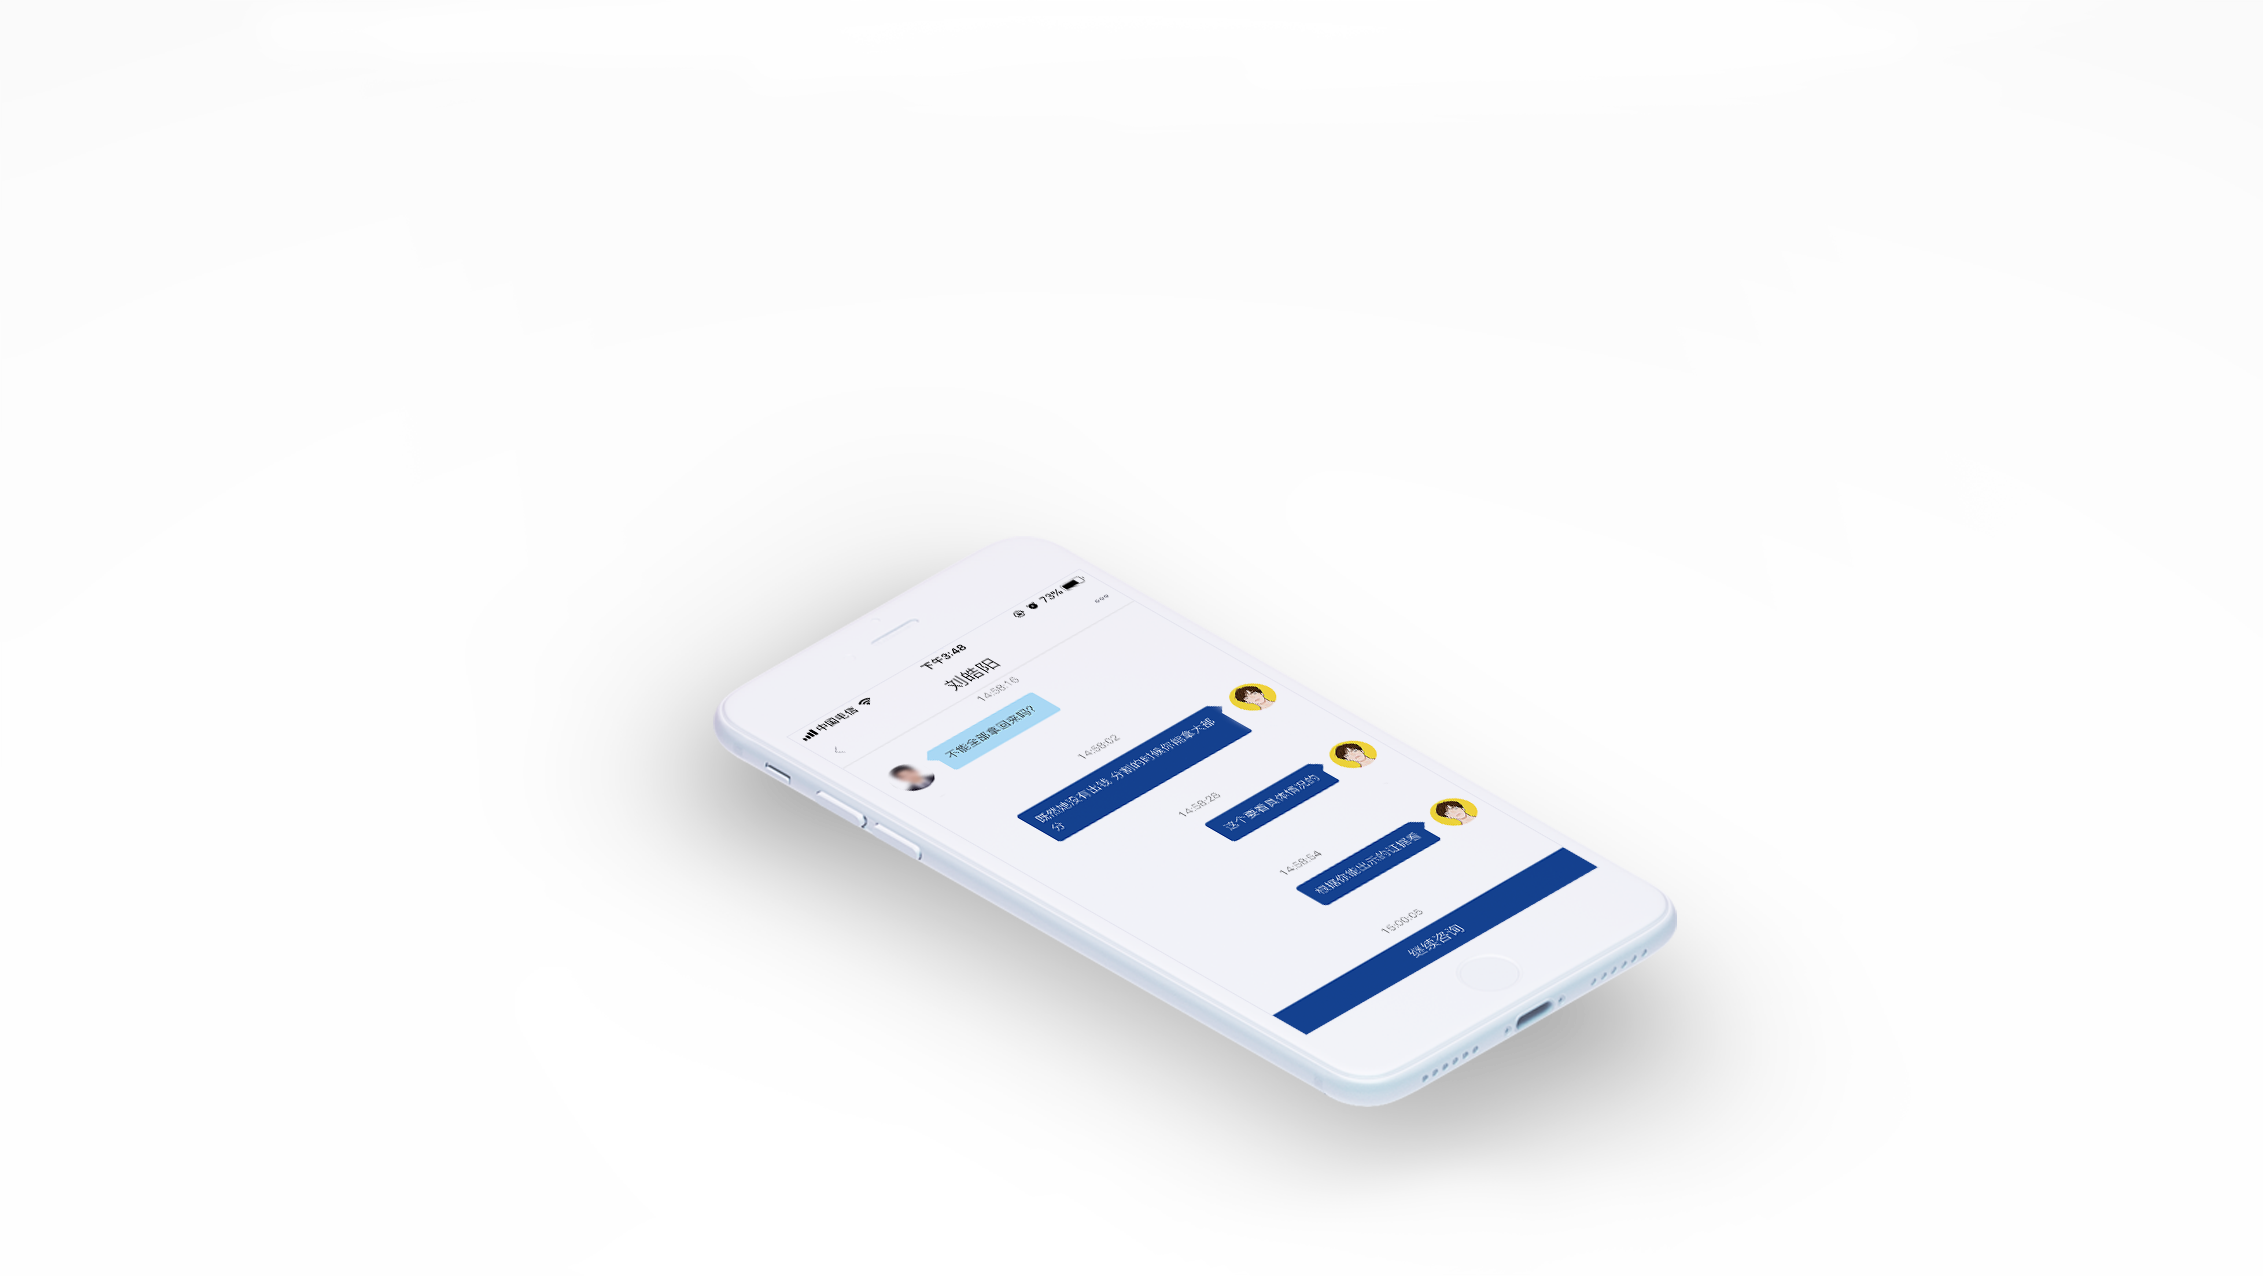 中国电信
下午3:48
73%
刘皓阳
14:58:16
不能全部拿回来吗?
14:58:02
既然她没有出钱 分割的时候你能拿大部
分
14:58:28
这个要看具体情况的
14:58:54
根据你能出示的证据看
15:00:05
继续咨询